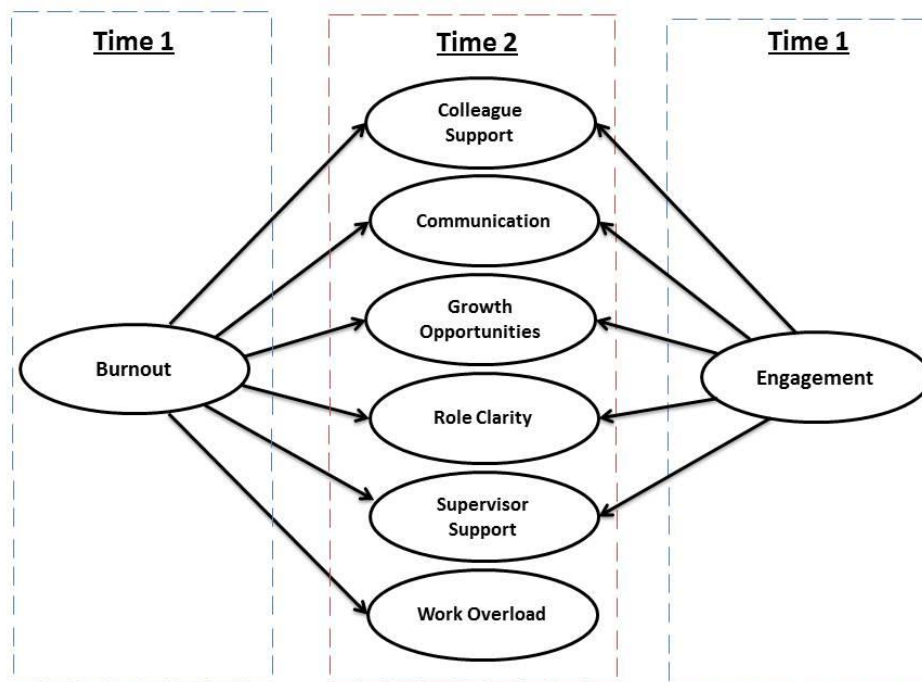 Time 1
Time 2
Time 1
Colleague
Support
Communication
Growth
Opportunities
Burnout
Engagement
Role Clarity
Supervisor
Support
Work Overload